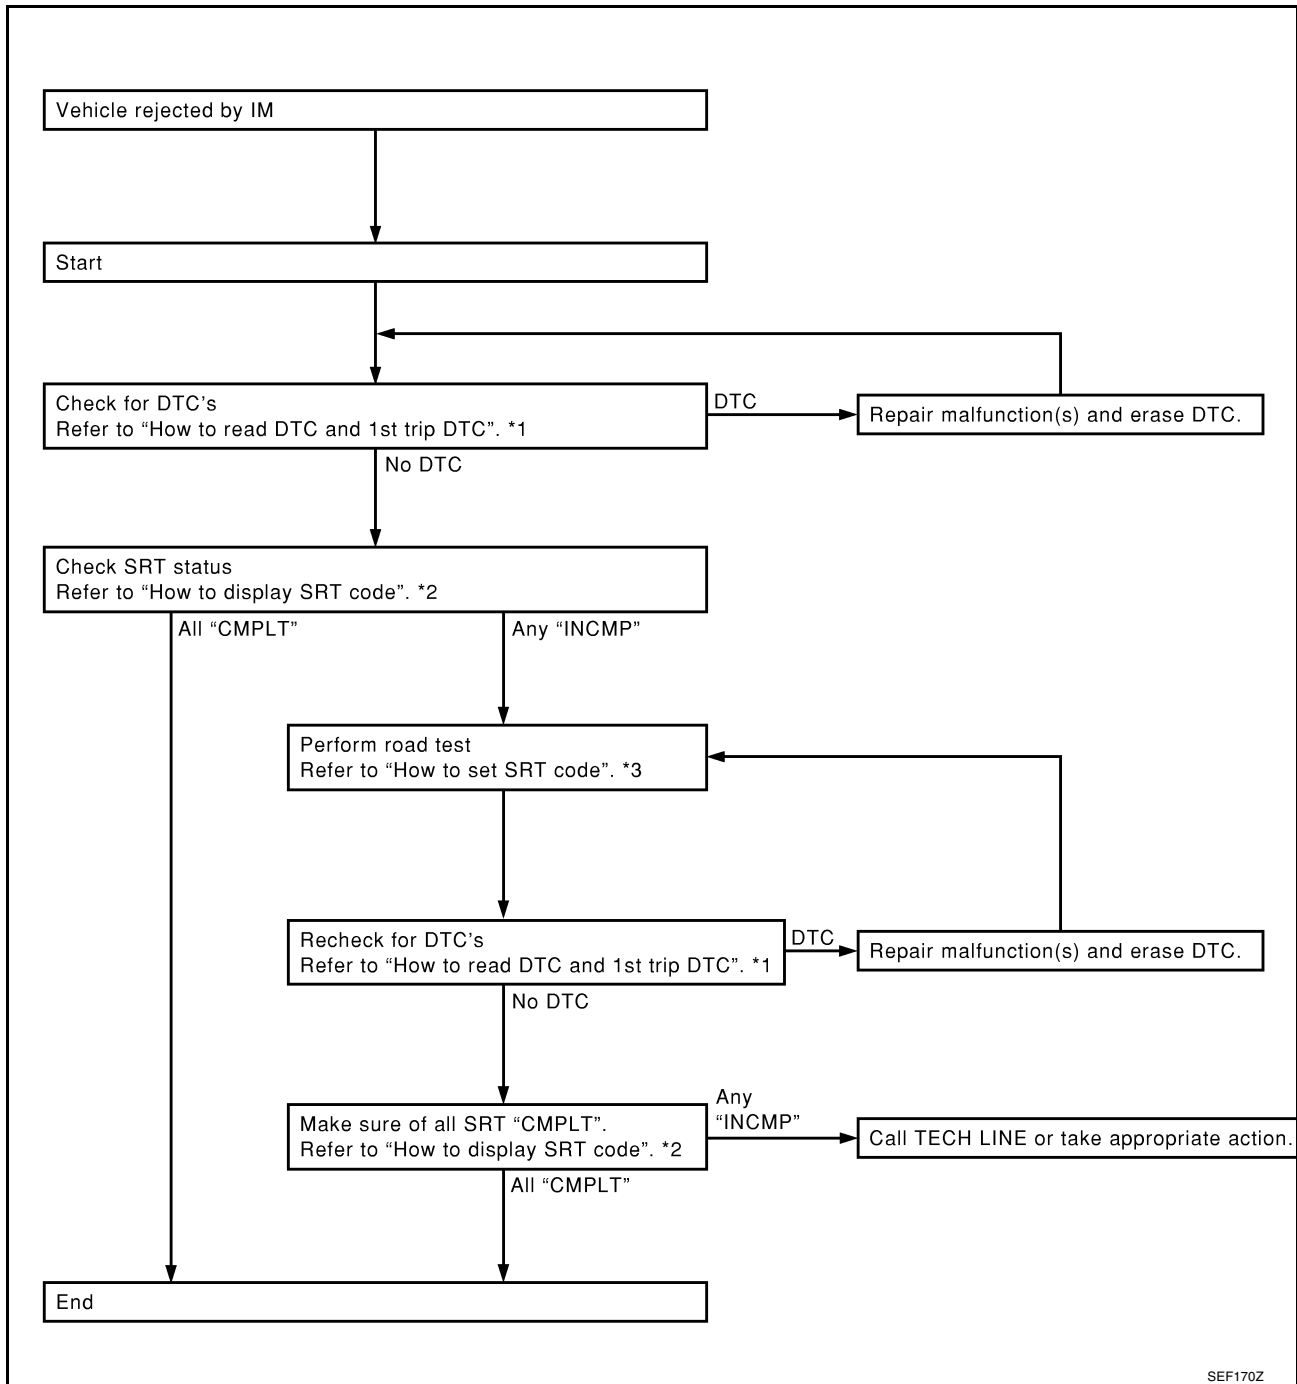 Vehicle rejected by IM
Start
Check for DTC's
Refer to “How to read DTC and 1st trip DTC”. *1
DTC
Repair malfunction(s) and erase DTC.
No DTC
Check SRT status
Refer to “How to display SRT code”. *2
All “CMPLT”
Any “INCMP”
Perform road test
Refer to “How to set SRT code”. *3
Recheck for DTC's
Refer to “How to read DTC and 1st trip DTC”. *1
DTC
Repair malfunction(s) and erase DTC.
No DTC
Make sure of all SRT “CMPLT”.
Refer to “How to display SRT code”. *2
Any
“INCMP”
Call TECH LINE or take appropriate action.
All “CMPLT”
End
SEF170Z